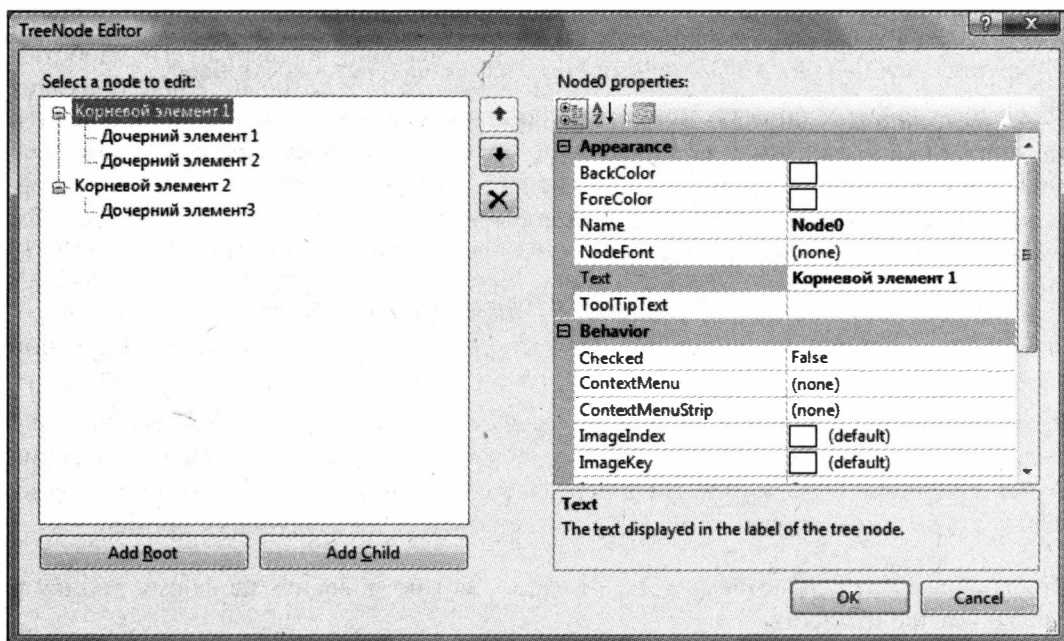 TreeNode Editor
Select a node to edit:
Корневой элемент 1
Дочерний элемент 1
Дочерний элемент 2
Корневой элемент 2
Дочерний элемент3
Add Root
Add Child
Node0 properties:
Appearance
BackColor
ForeColor
Name Node0
NodeFont (none)
Text Корневой элемент 1
ToolTipText
Behavior
Checked False
ContextMenu (none)
ContextMenuStrip (none)
ImageIndex (default)
ImageKey (default)
Text
The text displayed in the label of the tree node.
OK
Cancel